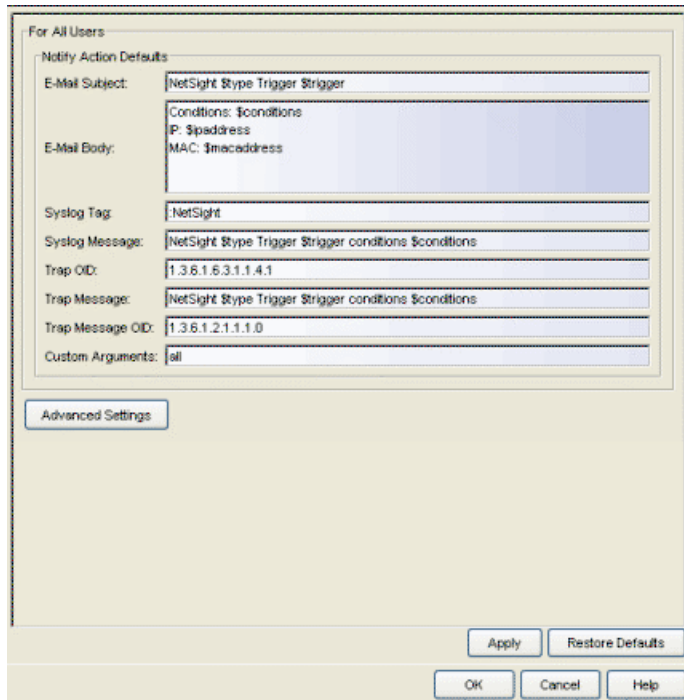 For All Users
Notify Action Defaults
E-Mail Subject: NetSight $type Trigger $trigger
E-Mail Body:
Conditions: $conditions
IP: $ipaddress
MAC: $macaddress
Syslog Tag: :NetSight
Syslog Message: NetSight $type Trigger $trigger conditions $conditions
Trap OID: 1.3.6.1.6.3.1.1.4.1
Trap Message: NetSight $type Trigger $trigger conditions $conditions
Trap Message OID: 1.3.6.1.2.1.1.1.0
Custom Arguments: all
Advanced Settings
Apply Restore Defaults
OK Cancel Help